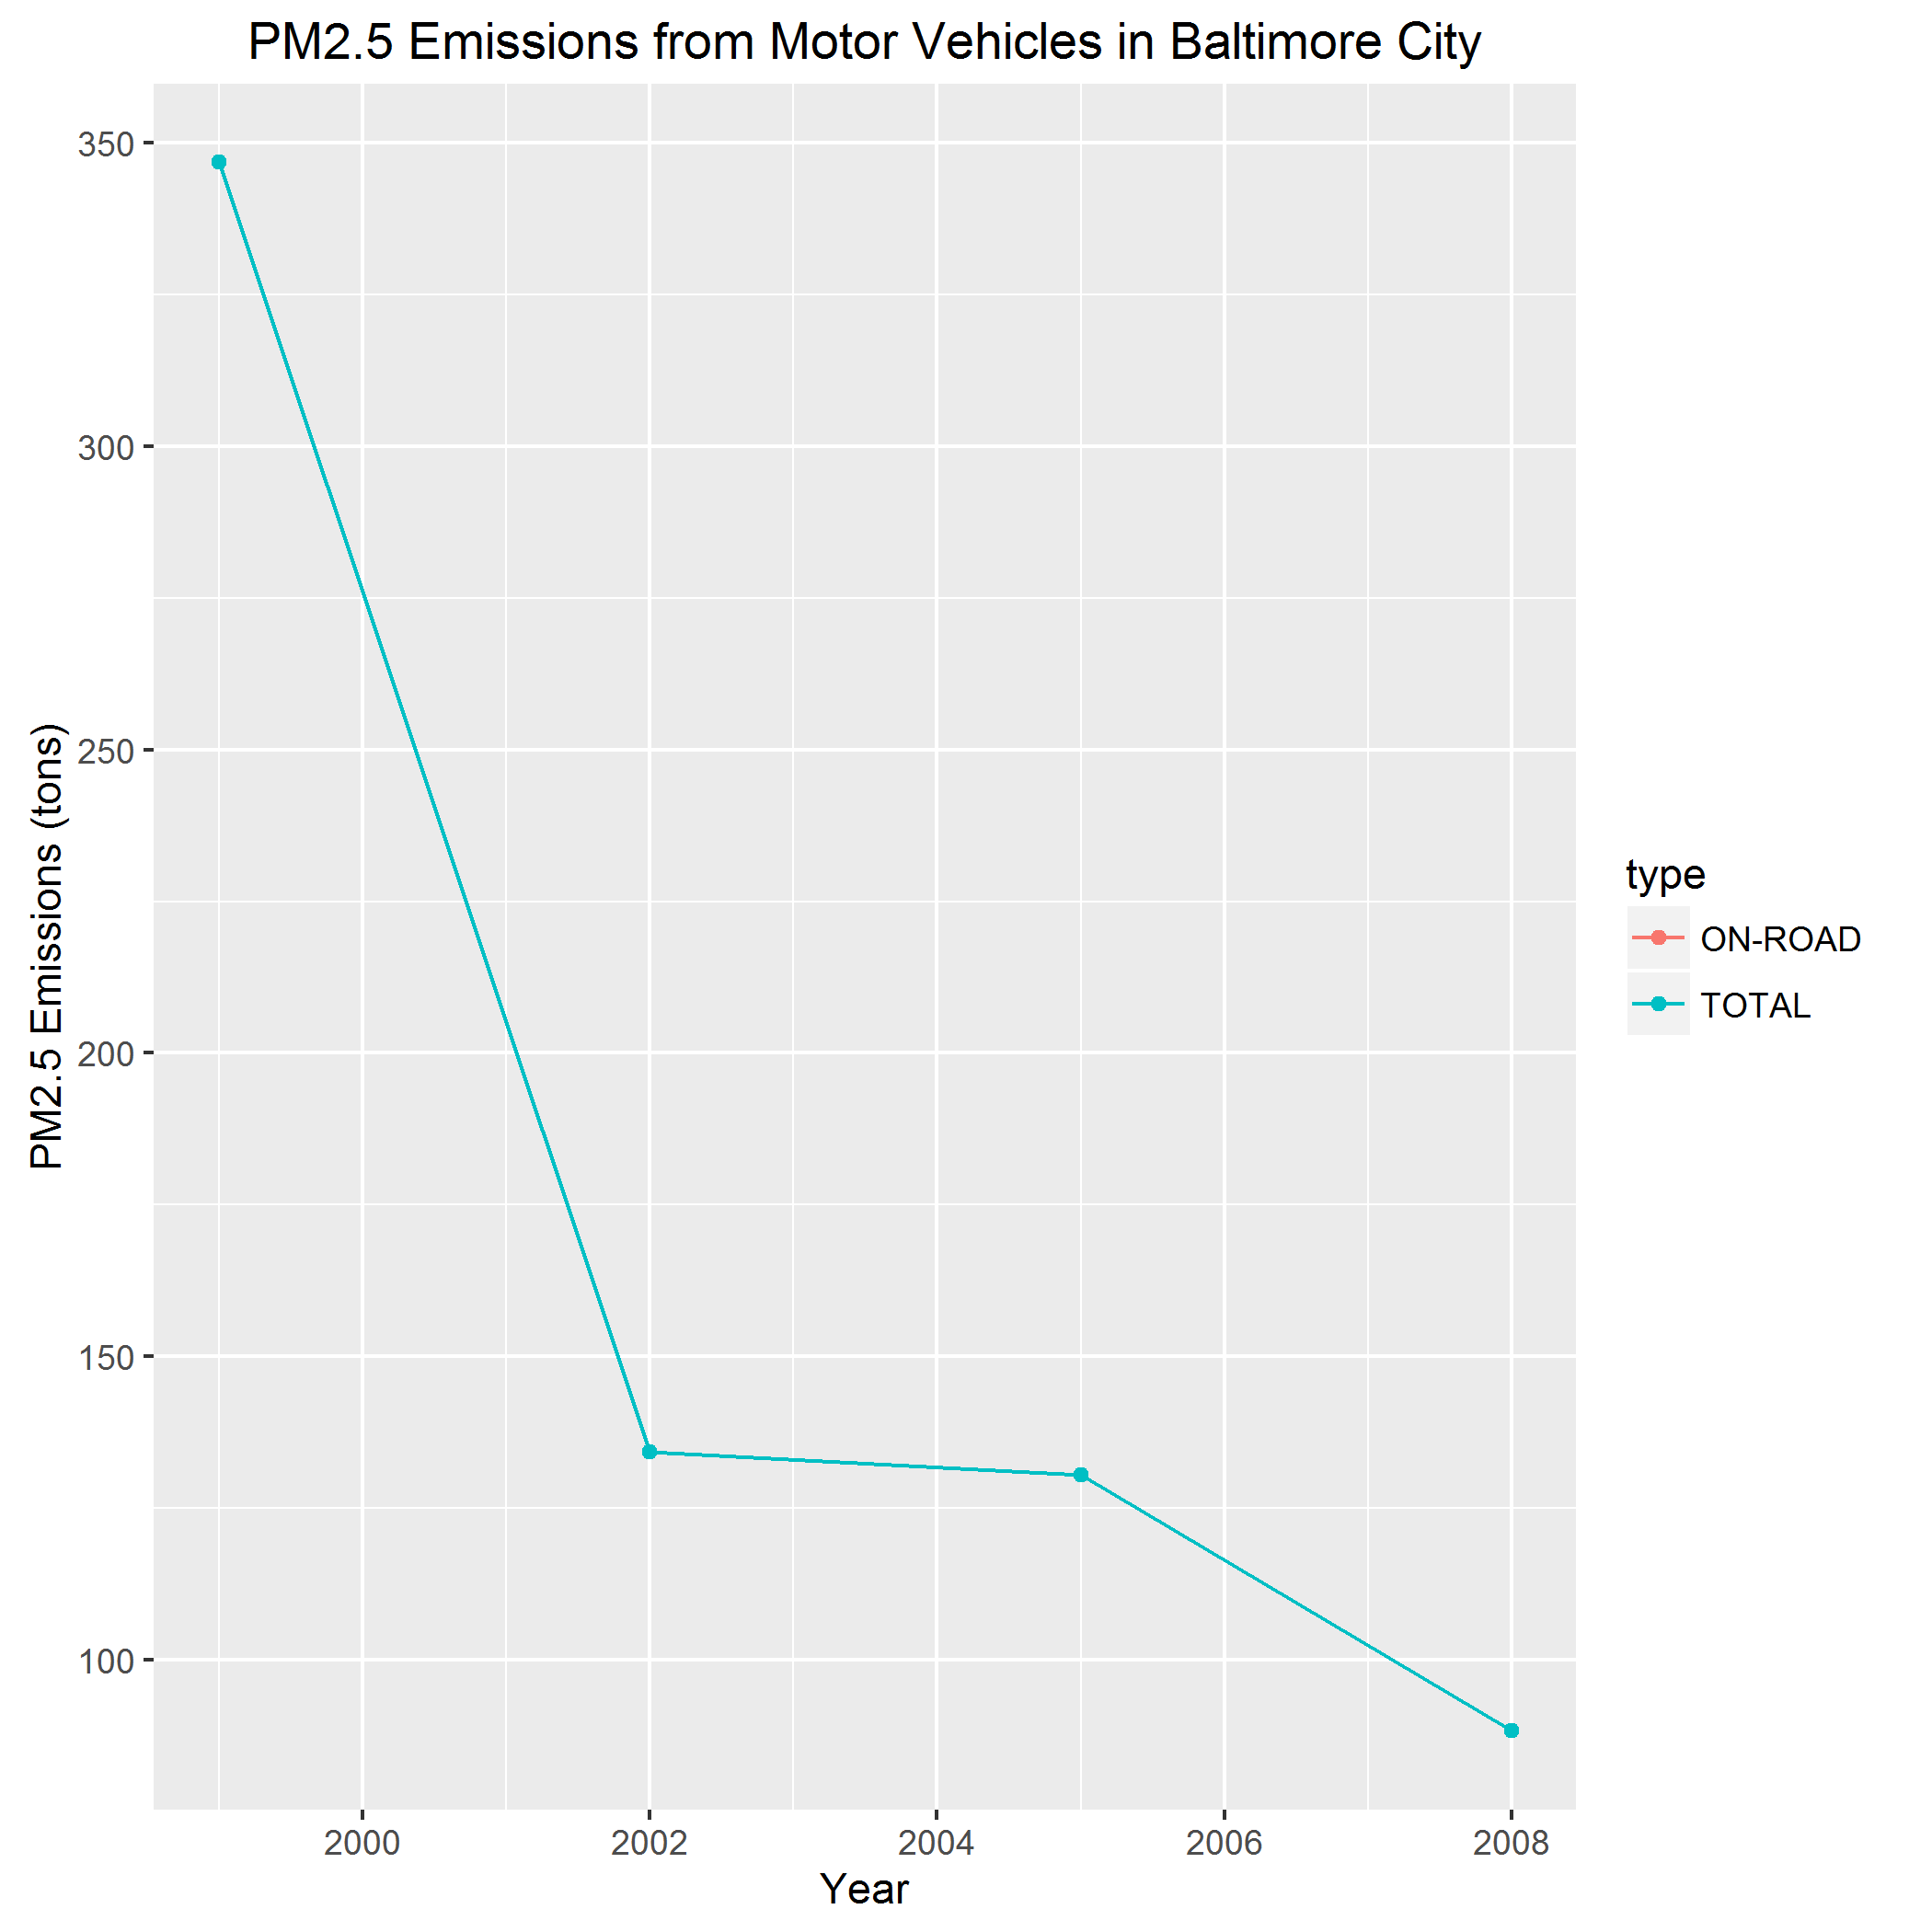 PM2.5 Emissions from Motor Vehicles in Baltimore City
350
300
250
200
150
100
PM2.5 Emissions (tons)
2000
2002
2004
2006
2008
Year
type
ON-ROAD
TOTAL